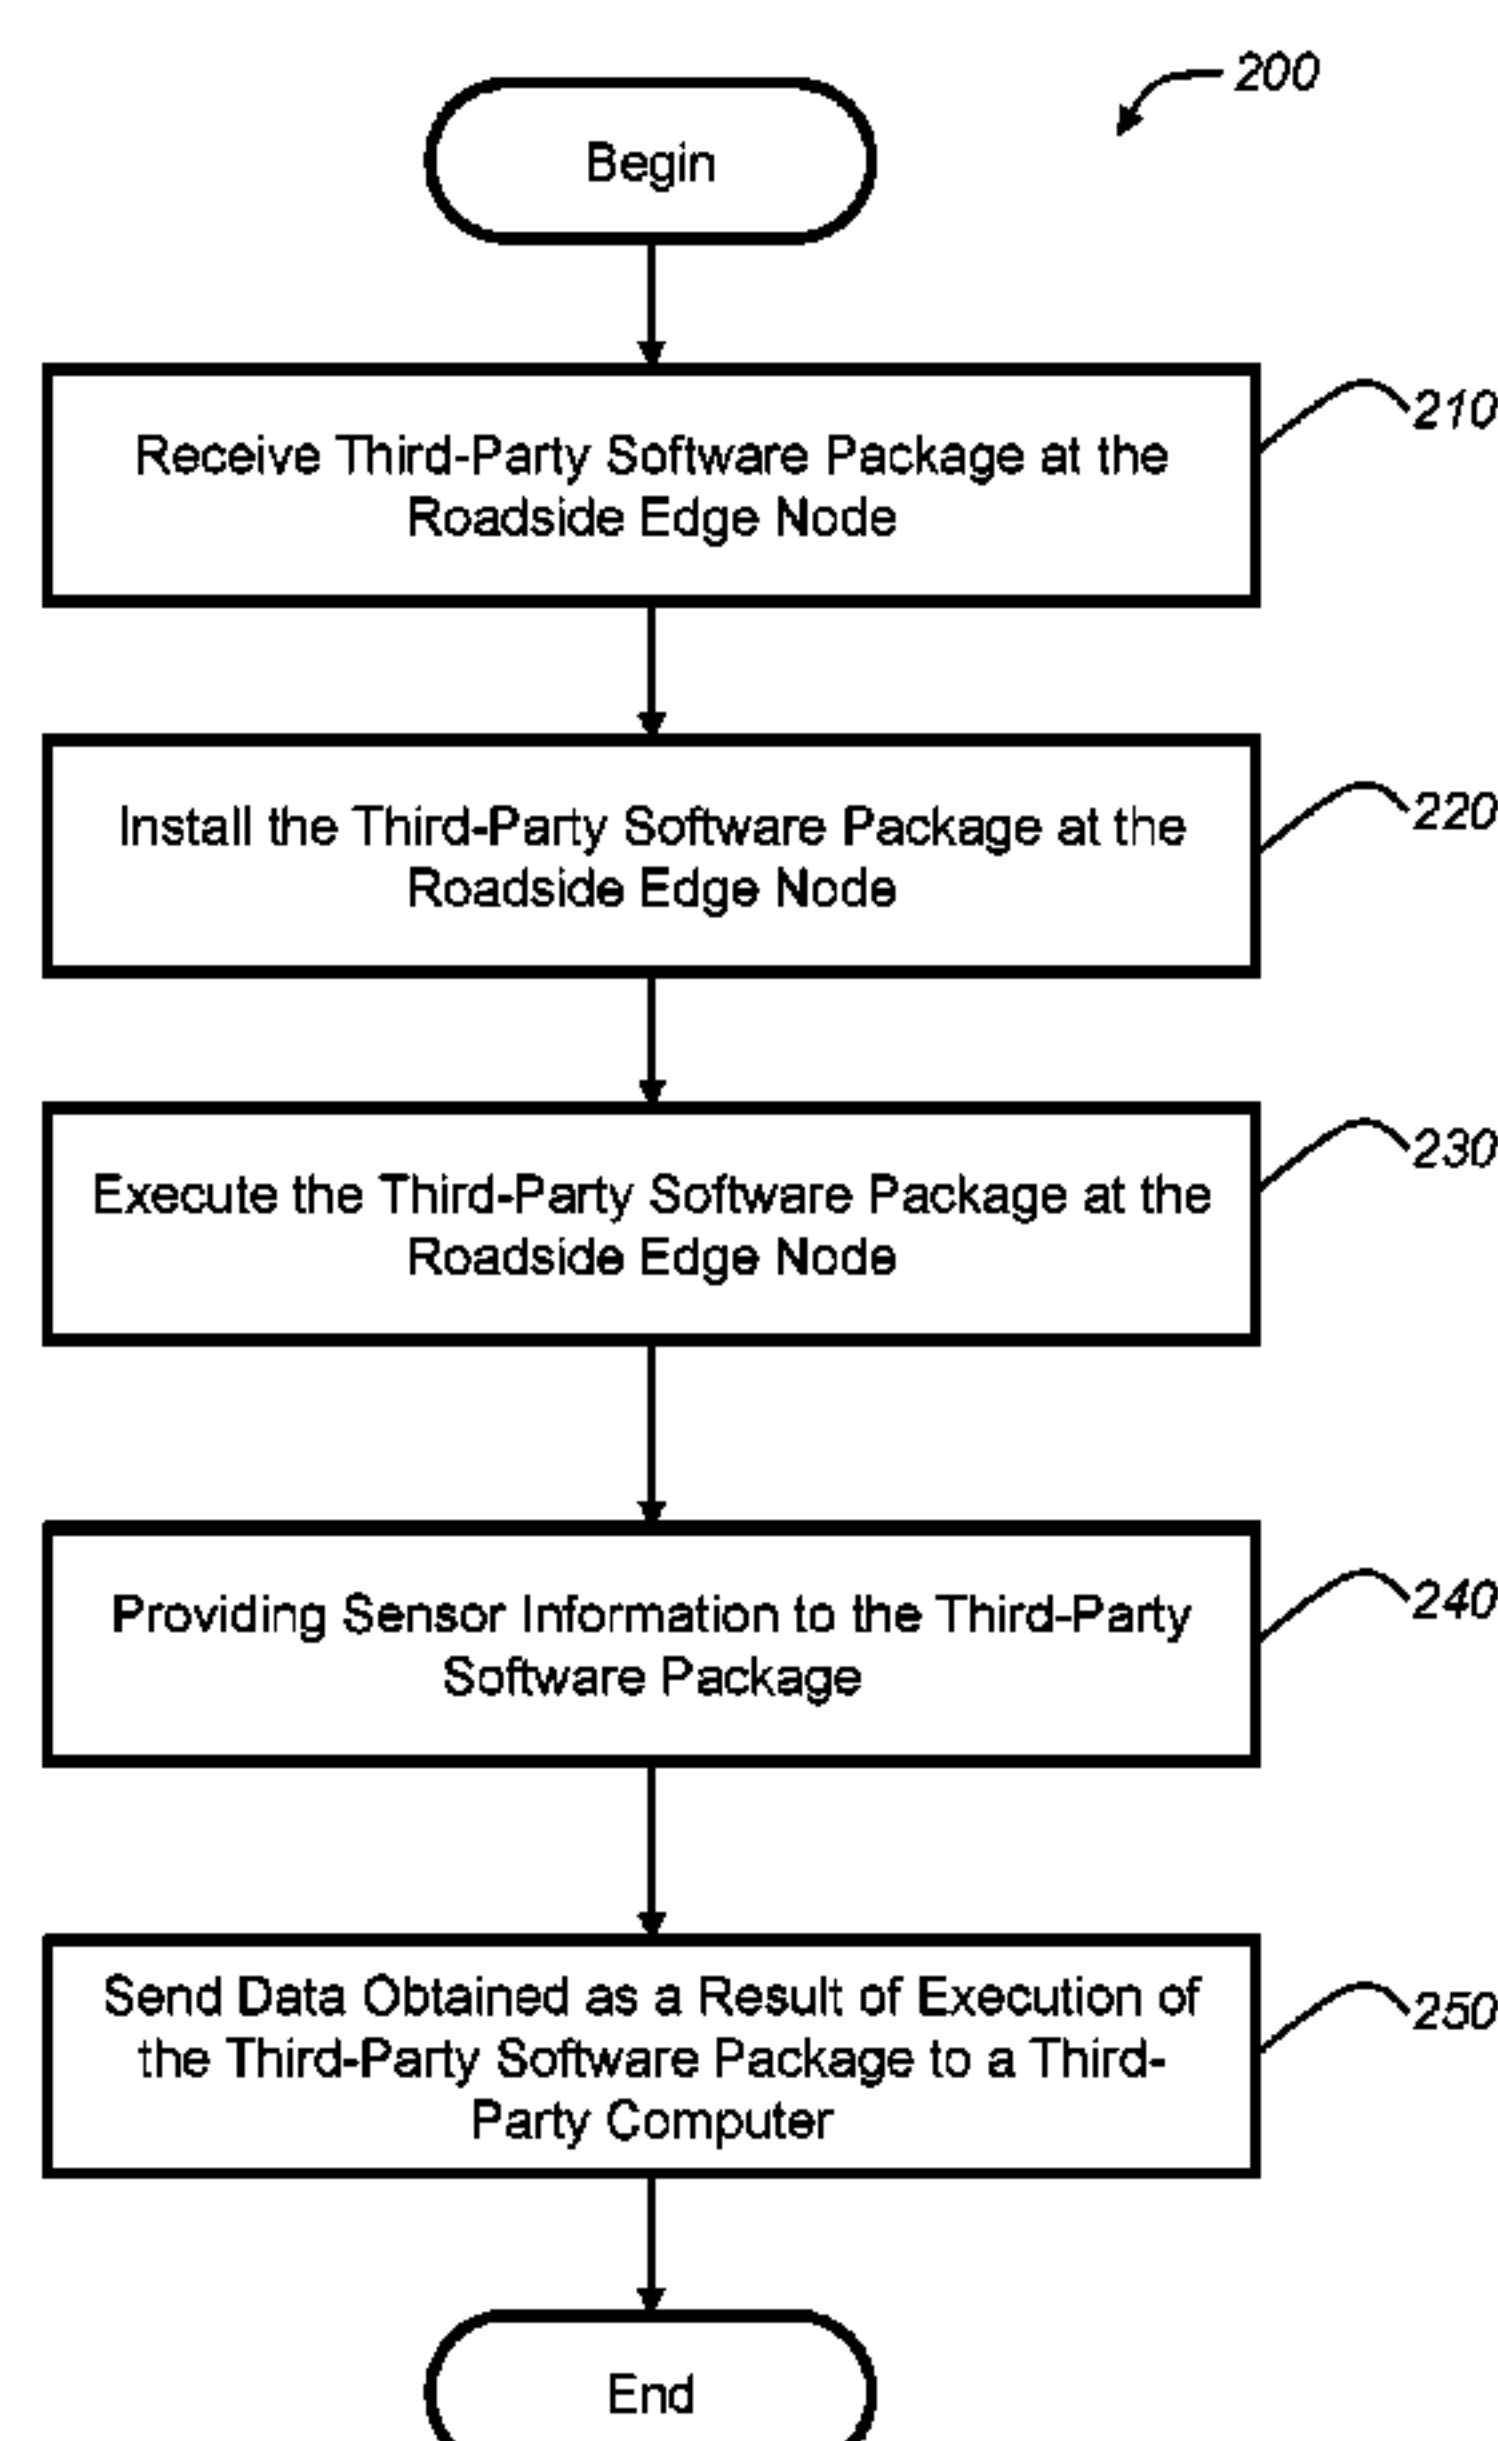 200
Begin
210
Receive Third-Party Software Package at the
Roadside Edge Node
220
Install the Third-Party Software Package at the
Roadside Edge Node
230
Execute the Third-Party Software Package at the
Roadside Edge Node
240
Providing Sensor Information to the Third-Party
Software Package
250
Send Data Obtained as a Result of Execution of
the Third-Party Software Package to a Third-
Party Computer
End